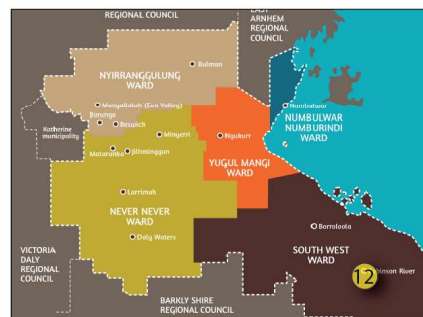 EAST
REGIONAL COUNCIL
ARNHEM
REGIONAL
COUNCIL
NYIRRANGGULUNG
WARD
Bulman
Manyallaluk (Eva Valley)
Barunga
Beswick
Katherine
municipality
Numbulwar
NUMBULWAR
NUMBURINDI
WARD
Minyerri
Ngukurr
Mataranka
Jilkminggan
YUGUL MANGI
WARD
Larrimah
NEVER NEVER
WARD
Daly Waters
Borroloola
SOUTH WEST
WARD
12
Robinson River
VICTORIA
DALY
REGIONAL
COUNCIL
BARKLY SHIRE
REGIONAL COUNCIL